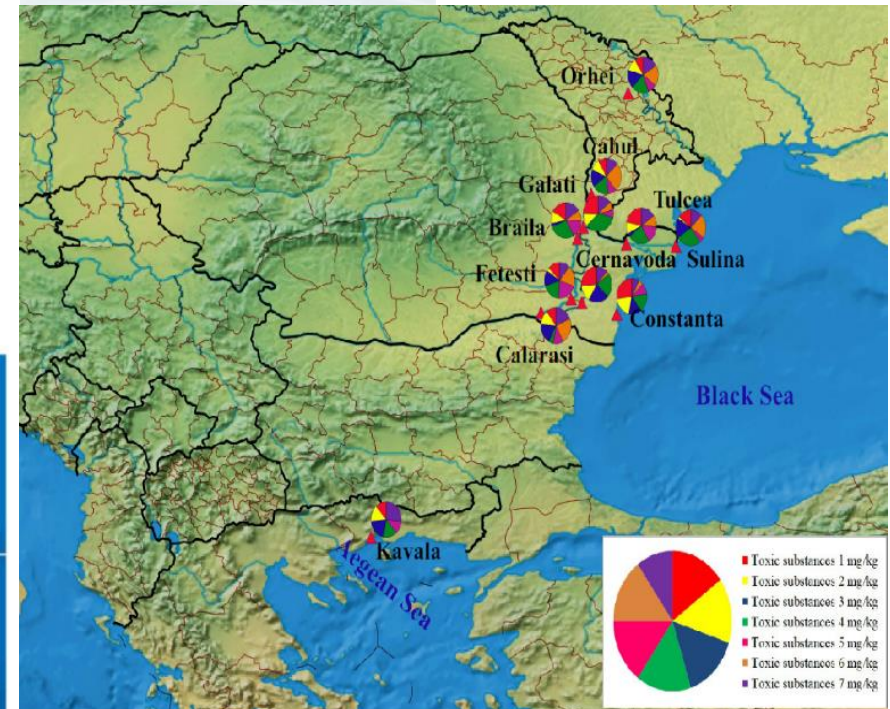 Orhei
Cahul
Galati
Tulcea
Braila
Cernavoda
Sulina
Fetesti
Constanta
Calarasi
Black Sea
Kavala
Aegean Sea
Toxic substances 1 mg/kg
Toxic substances 2 mg/kg
Toxic substances 3 mg/kg
Toxic substances 4 mg/kg
Toxic substances 5 mg/kg
Toxic substances 6 mg/kg
Toxic substances 7 mg/kg